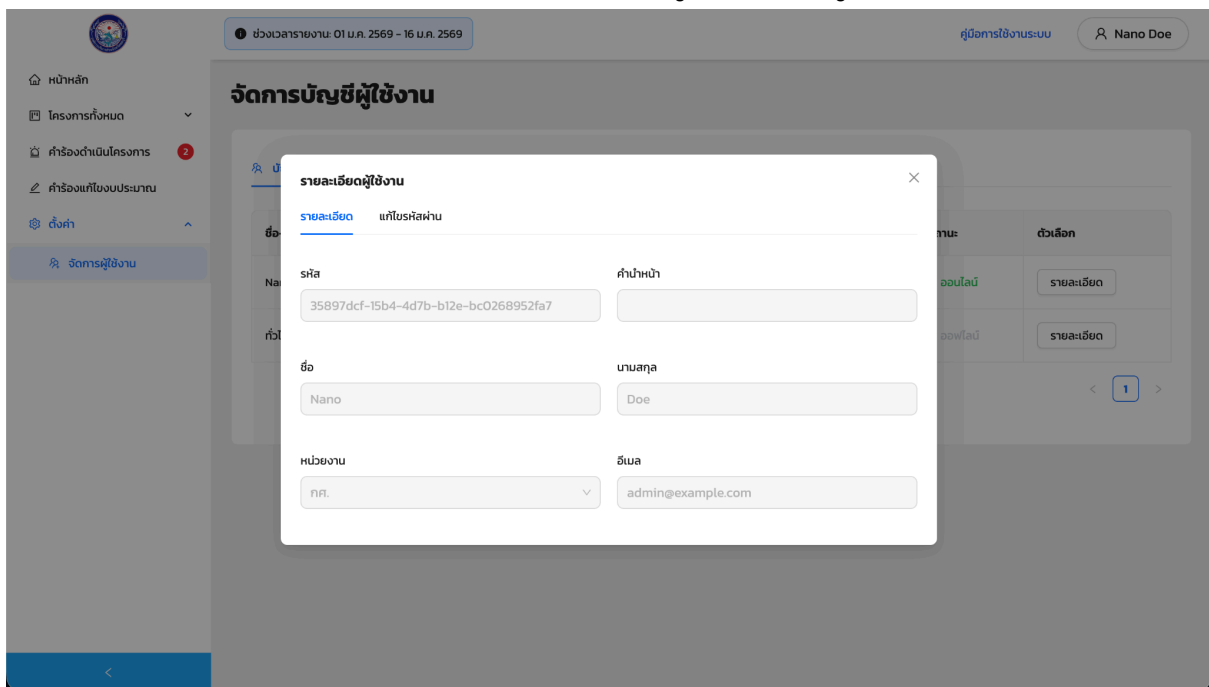 ช่วงเวลารายงาน: 01 ม.ค. 2569 - 16 ม.ค. 2569
คู่มือการใช้งานระบบ
Nano Doe
หน้าหลัก
โครงการทั้งหมด
คำร้องดำเนินโครงการ 2
คำร้องแก้ไขงบประมาณ
ตั้งค่า
จัดการผู้ใช้งาน
จัดการบัญชีผู้ใช้งาน
ตัวเลือก
ออนไลน์ รายละเอียด
ออฟไลน์ รายละเอียด
< 1 >
รายละเอียดผู้ใช้งาน
รายละเอียด แก้ไขรหัสผ่าน
รหัส คำนำหน้า
35897dcf-15b4-4d7b-b12e-bc0268952fa7
ชื่อ นามสกุล
Nano Doe
หน่วยงาน อีเมล
กศ. admin@example.com